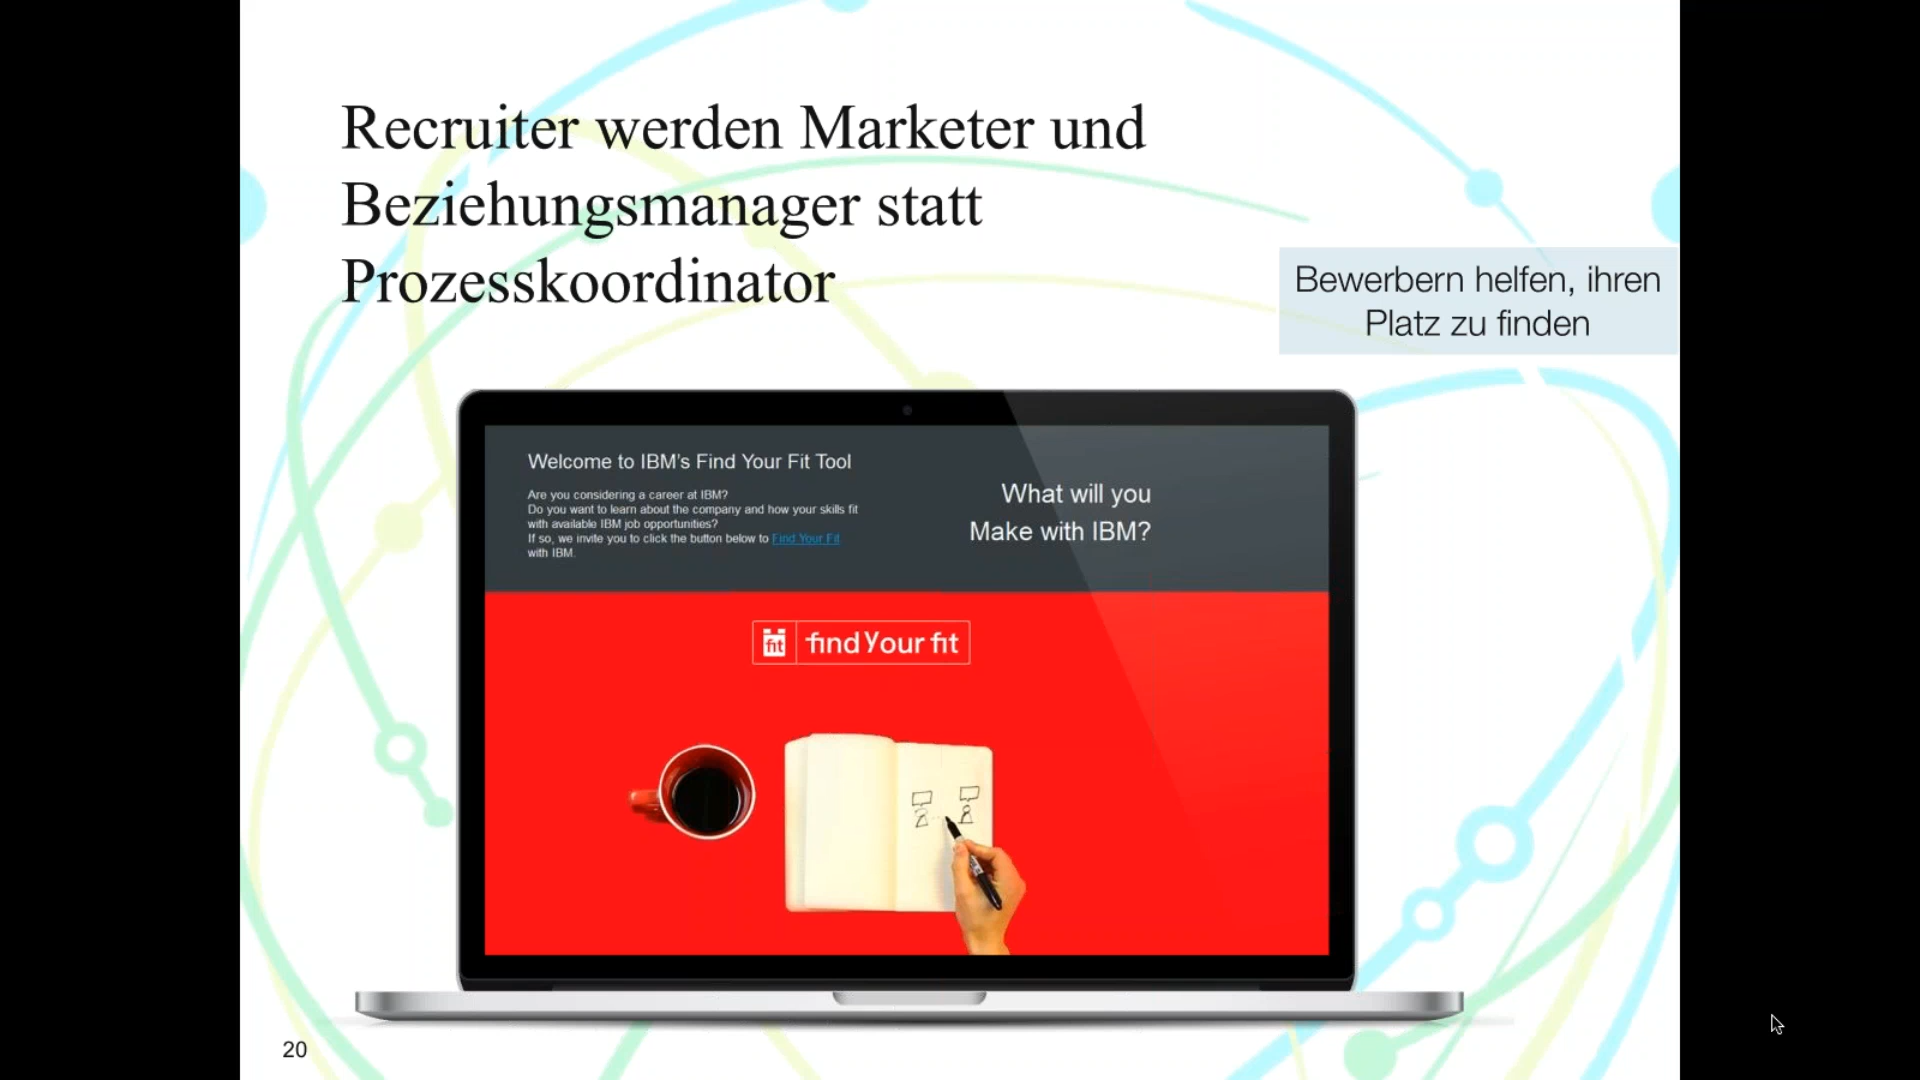 Recruiter werden Marketer und
Beziehungsmanager statt
Prozesskoordinator
Bewerbern helfen, ihren
Platz zu finden
Welcome to IBM's Find Your Fit Tool
Are you considering a career at IBM?
Do you want to learn about the company and how your skills fit
with available IBM job opportunities?
If so, we invite you to click the button below to Find Your Fit
with IBM.
What will you
Make with IBM?
fit find Your fit
20